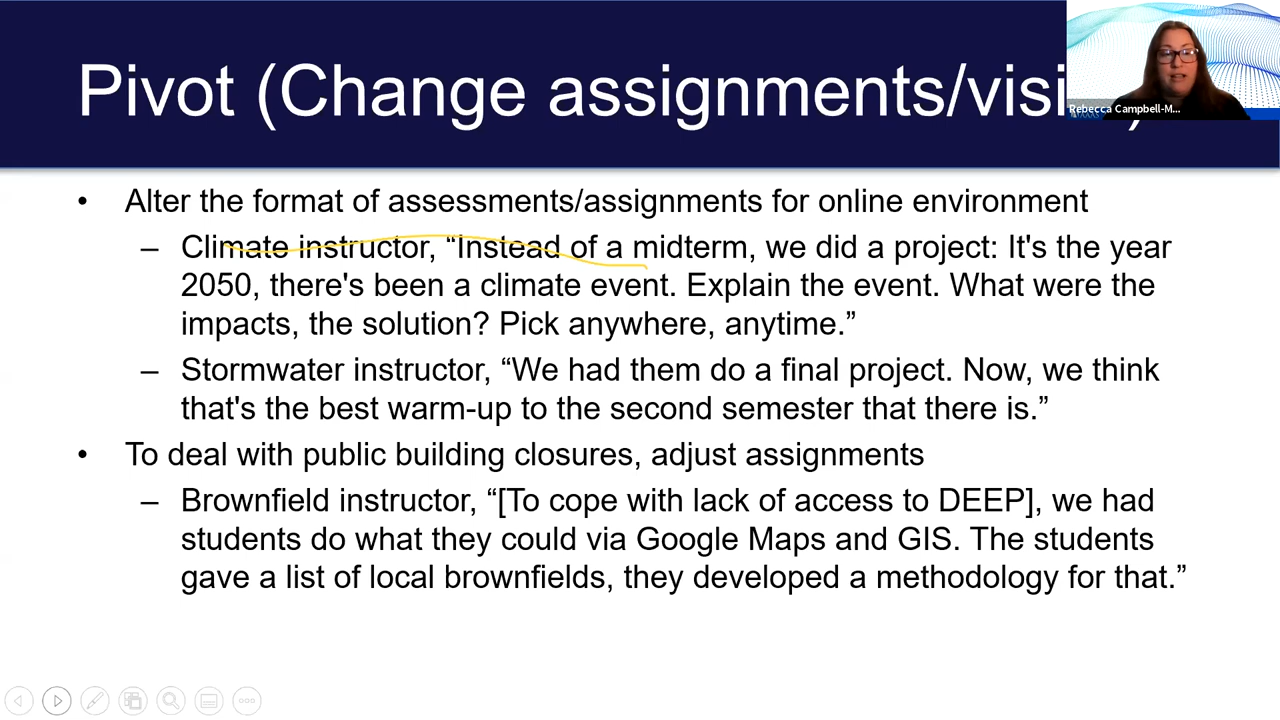 Pivot (Change assignments/visi
Rebecca Campbell-M...
• Alter the format of assessments/assignments for online environment
– Climate instructor, “Instead of a midterm, we did a project: It's the year
2050, there's been a climate event. Explain the event. What were the
impacts, the solution? Pick anywhere, anytime.”
– Stormwater instructor, “We had them do a final project. Now, we think
that's the best warm-up to the second semester that there is.”
• To deal with public building closures, adjust assignments
– Brownfield instructor, “[To cope with lack of access to DEEP], we had
students do what they could via Google Maps and GIS. The students
gave a list of local brownfields, they developed a methodology for that.”